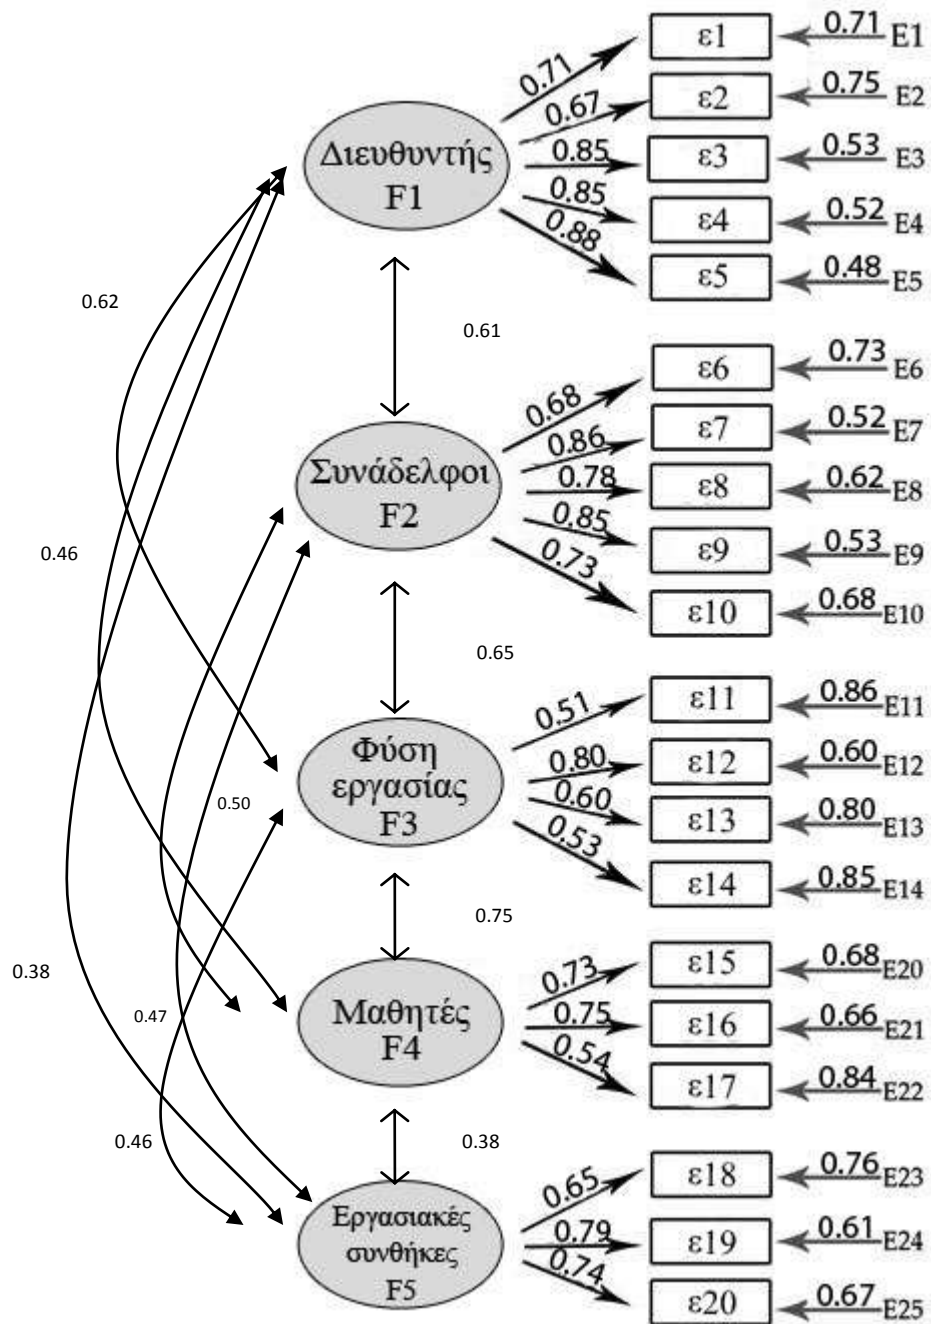 0.71
ε1
0.71
E1
0.67
ε2
0.75
E2
Διευθυντής
F1
0.85
ε3
0.53
E3
0.85
ε4
0.52
E4
0.88
ε5
0.48
E5
0.62
0.61
0.68
ε6
0.73
E6
0.86
ε7
0.52
E7
Συνάδελφοι
F2
0.78
ε8
0.62
E8
0.85
ε9
0.53
E9
0.46
0.73
ε10
0.68
E10
0.65
0.51
ε11
0.86
E11
Φύση
εργασίας
F3
0.80
ε12
0.60
E12
0.50
0.60
ε13
0.80
E13
0.53
ε14
0.85
E14
0.75
0.38
0.73
ε15
0.68
E20
Μαθητές
F4
0.47
0.75
ε16
0.66
E21
0.54
ε17
0.84
E22
0.46
0.38
0.65
ε18
0.76
E23
Εργασιακές
συνθήκες
F5
0.79
ε19
0.61
E24
0.74
ε20
0.67
E25